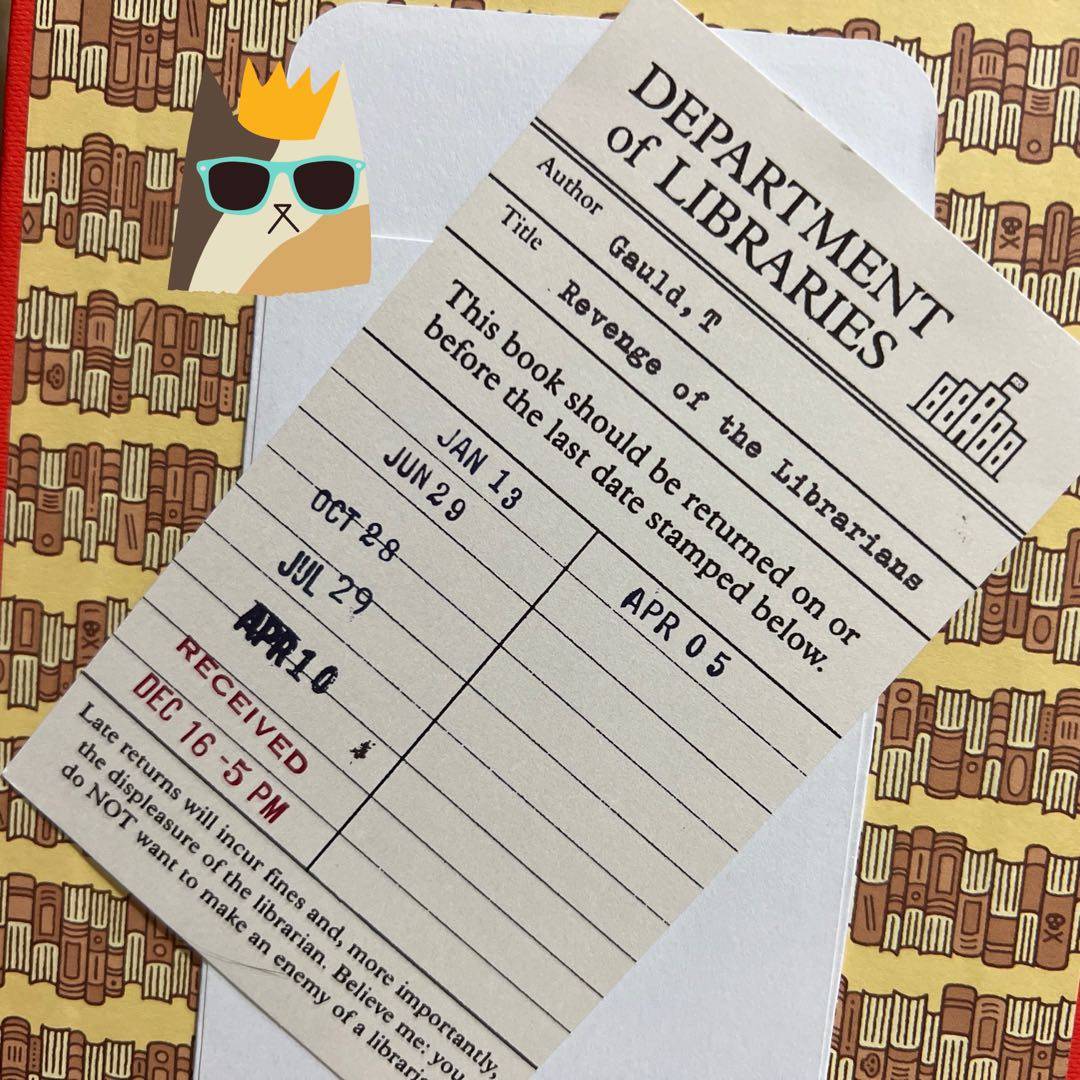 DEPARTMENT
of LIBRARIES
Author Gauld, T
Title Revenge of the Librarians
This book should be returned on or
before the last date stamped below.
JAN 13
JUN 29
OCT 28
JUL 29
APR 10
RECEIVED
DEC 16 -5 PM
APR 05
Late returns will incur fines and, more importantly,
the displeasure of the librarian. Believe me: you
do NOT want to make an enemy of a